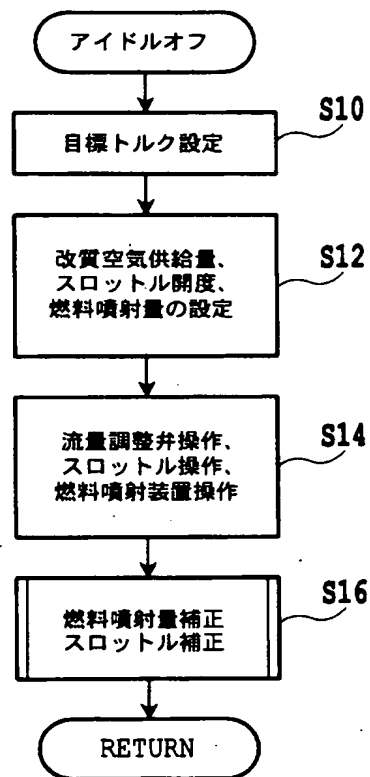 アイドルオフ
S10
目標トルク設定
S12
改質空気供給量、
スロットル開度、
燃料噴射量の設定
S14
流量調整弁操作、
スロットル操作、
燃料噴射装置操作
S16
燃料噴射量補正
スロットル補正
RETURN